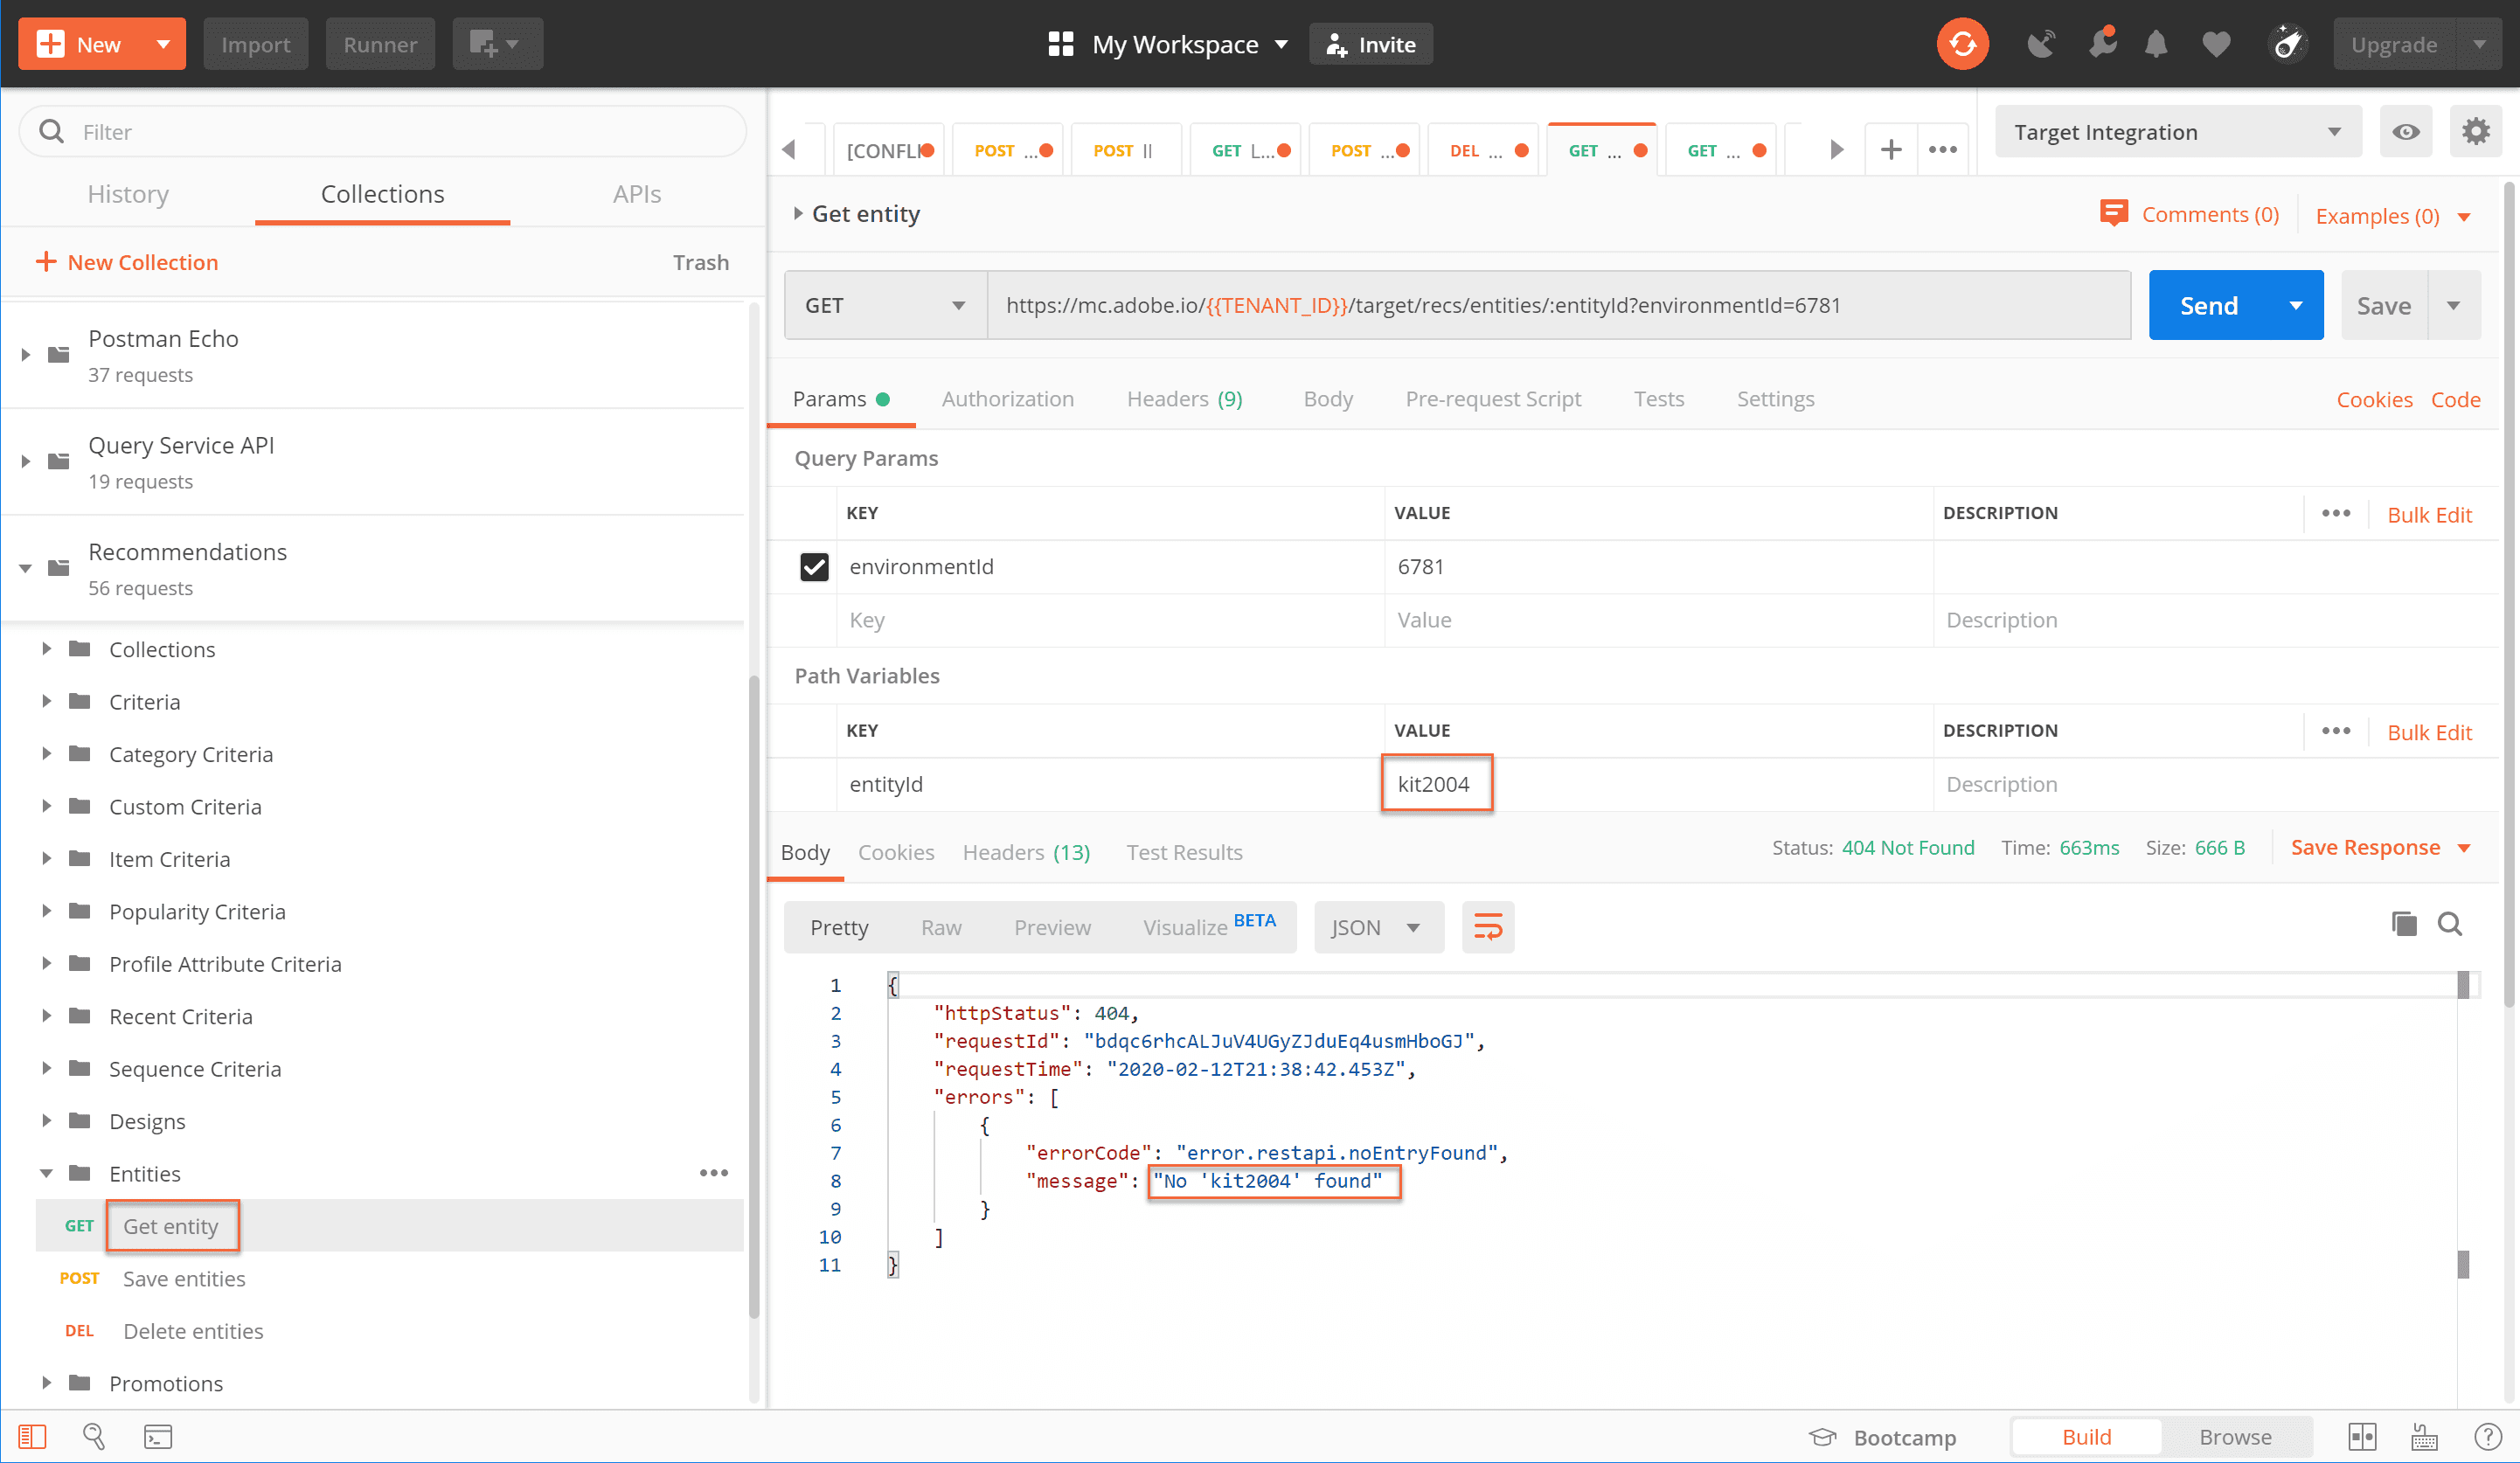 New
Import
Runner
My Workspace
Invite
Upgrade
Filter
History
Collections
APIs
New Collection
Trash
Postman Echo
37 requests
Query Service API
19 requests
Recommendations
56 requests
Collections
Criteria
Category Criteria
Custom Criteria
Item Criteria
Popularity Criteria
Profile Attribute Criteria
Recent Criteria
Sequence Criteria
Designs
Entities
GET Get entity
POST Save entities
DEL Delete entities
Promotions
[CONFLI
POST ...
POST ||
GET L...
POST ...
DEL ...
GET ...
GET ...
Target Integration
Get entity
Comments (0)
Examples (0)
GET
https://mc.adobe.io/{{TENANT_ID}}/target/recs/entities/:entityId?environmentId=6781
Send
Save
Params
Authorization
Headers (9)
Body
Pre-request Script
Tests
Settings
Cookies
Code
Query Params
KEY VALUE DESCRIPTION ••• Bulk Edit
environmentId 6781
Key Value Description
Path Variables
KEY VALUE DESCRIPTION ••• Bulk Edit
entityId kit2004 Description
Body
Cookies
Headers (13)
Test Results
Status: 404 Not Found
Time: 663ms
Size: 666 B
Save Response
Pretty
Raw
Preview
Visualize BETA
JSON
1 {
2 "httpStatus": 404,
3 "requestId": "bdqc6rhcALJuV4UGyZJduEq4usmHboGJ",
4 "requestTime": "2020-02-12T21:38:42.453Z",
5 "errors": [
6 {
7 "errorCode": "error.restapi.noEntryFound",
8 "message": "No 'kit2004' found"
9 }
10 ]
11 }
Bootcamp
Build
Browse